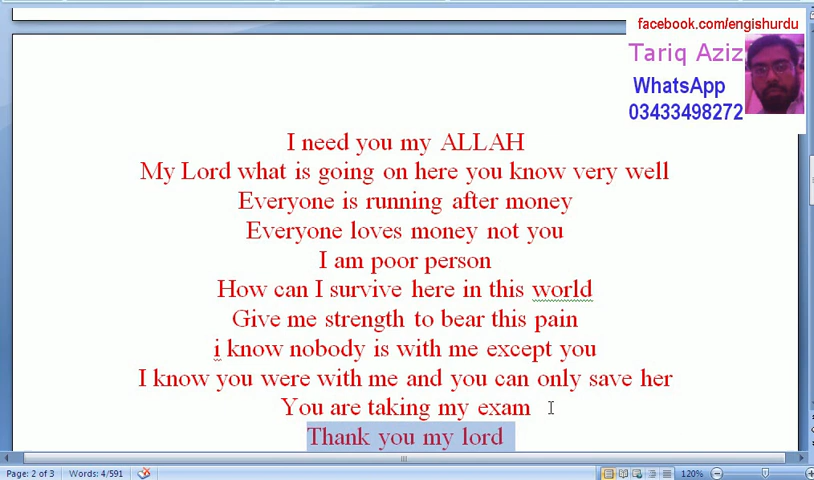 facebook.com/engishurdu
Tariq Aziz
WhatsApp
03433498272
I need you my ALLAH
My Lord what is going on here you know very well
Everyone is running after money
Everyone loves money not you
I am poor person
How can I survive here in this world
Give me strength to bear this pain
i know nobody is with me except you
I know you were with me and you can only save her
You are taking my exam
Thank you my lord
Page: 2 of 3 Words: 4/591 120%